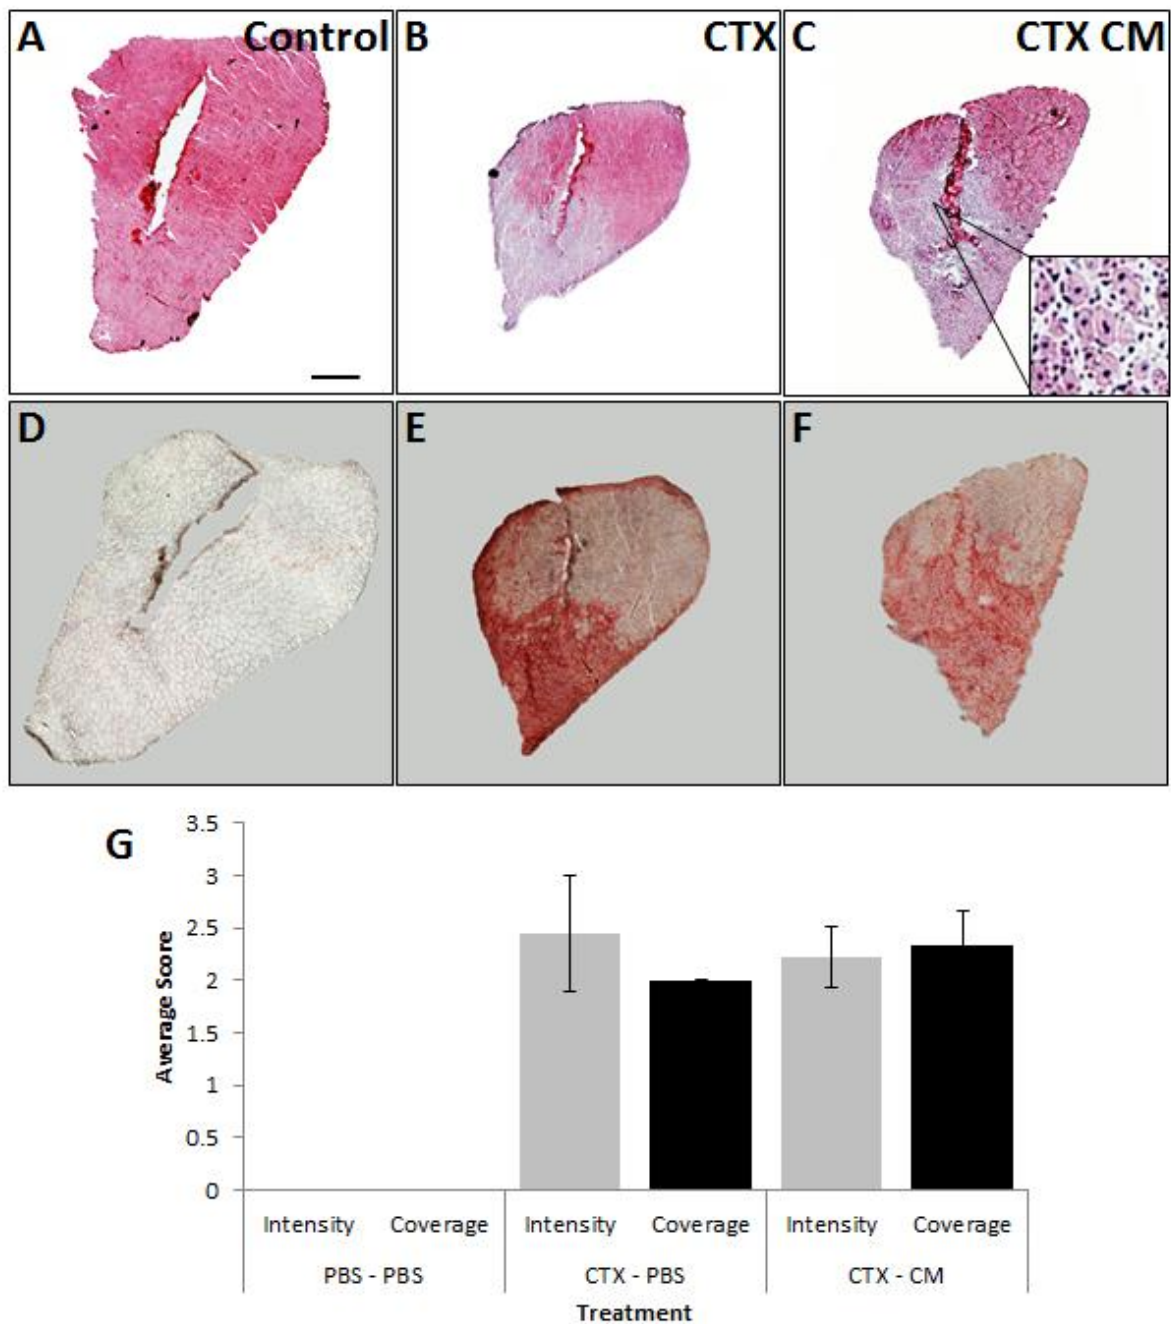 A Control
B CTX
C CTX CM
D
E
F
G
3.5
3
2.5
2
1.5
1
0.5
0
Average Score
Intensity Coverage Intensity Coverage Intensity Coverage
PBS - PBS CTX - PBS CTX - CM
Treatment